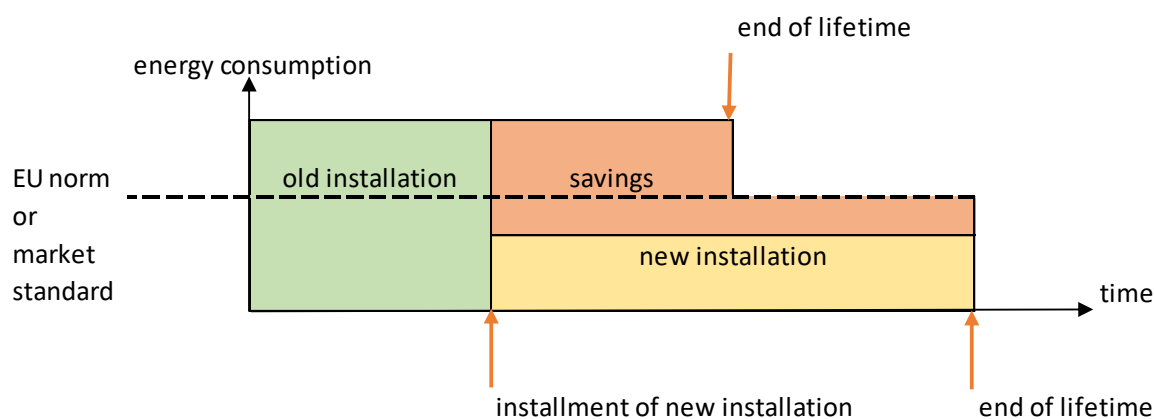 end of lifetime
energy consumption
EU norm
or
market
standard
old installation
savings
new installation
time
installment of new installation
end of lifetime